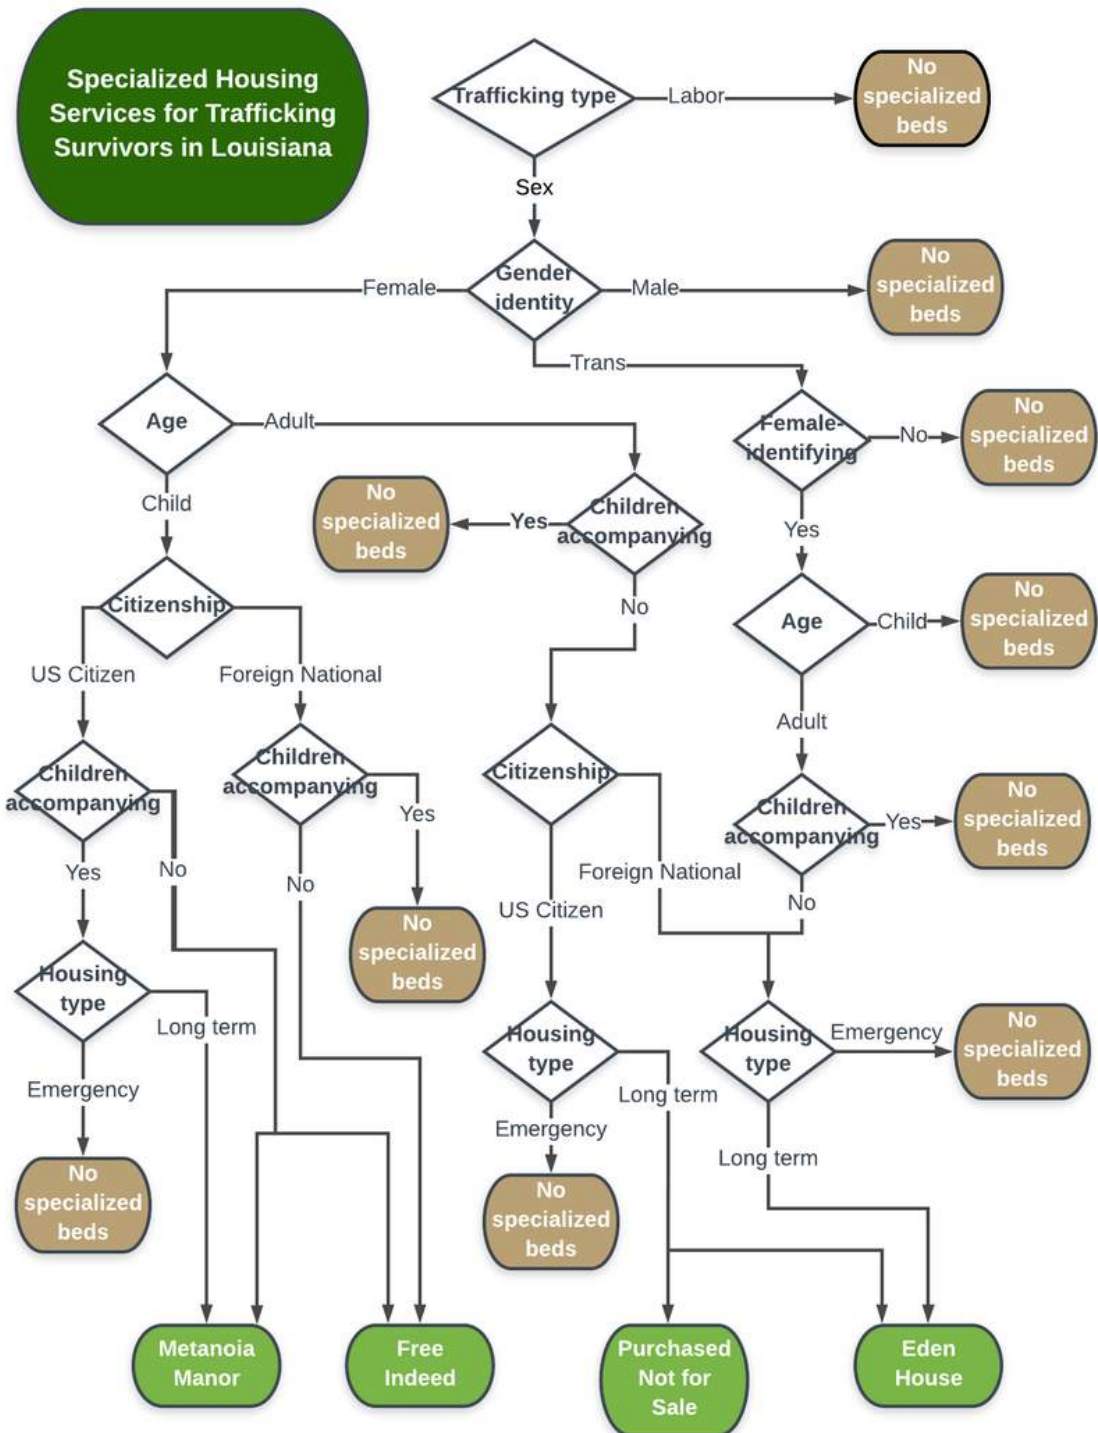 Specialized Housing
Services for Trafficking
Survivors in Louisiana
Trafficking type
Labor
No
specialized
beds
Sex
Gender
identity
Female
Male
No
specialized
beds
Trans
Age
Adult
Female-
identifying
No
No
specialized
beds
Child
No
specialized
beds
Yes
Children
accompanying
Yes
Citizenship
No
Age
Child
No
specialized
beds
US Citizen
Foreign National
Adult
Children
accompanying
Children
accompanying
Citizenship
Children
accompanying
Yes
No
specialized
beds
Yes
No
No
Yes
Foreign National
US Citizen
No
No
specialized
beds
Housing
type
Long term
Emergency
No
specialized
beds
Housing
type
Long term
Emergency
No
specialized
beds
Housing
type
Emergency
No
specialized
beds
Long term
Metanoia
Manor
Free
Indeed
Purchased
Not for
Sale
Eden
House